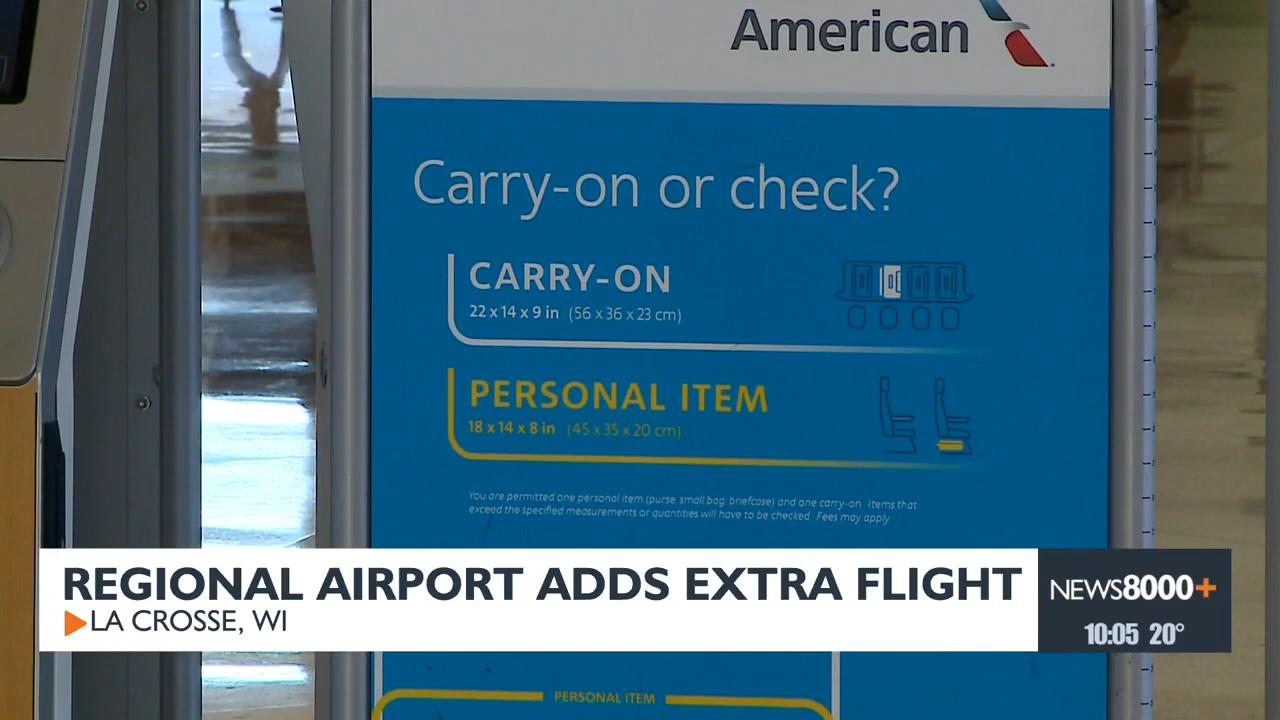 American
Carry-on or check?
CARRY-ON
22 x 14 x 9 in (56 x 36 x 23 cm)
PERSONAL ITEM
18 x 14 x 8 in (45 x 35 x 20 cm)
You are permitted one personal item (purse, small bag, briefcase) and one carry-on. Items that
exceed the specified measurements or quantities will have to be checked. Fees may apply
REGIONAL AIRPORT ADDS EXTRA FLIGHT
LA CROSSE, WI
NEWS8000+
10:05 20°
PERSONAL ITEM